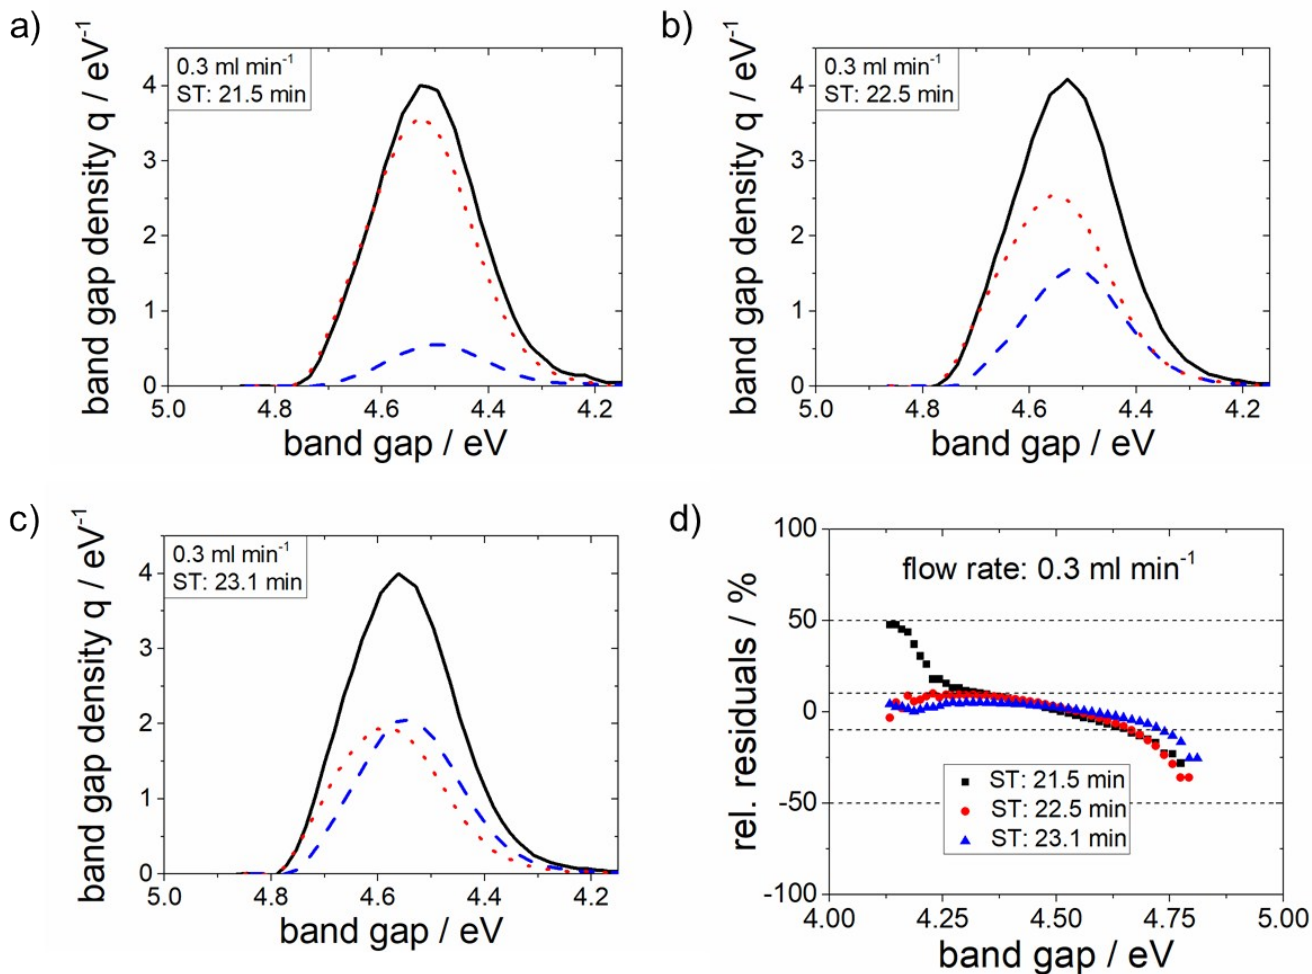 a)
band gap density q / eV⁻¹
0.3 ml min⁻¹
ST: 21.5 min
4
3
2
1
0
5.0 4.8 4.6 4.4 4.2
band gap / eV
b)
band gap density q / eV⁻¹
0.3 ml min⁻¹
ST: 22.5 min
4
3
2
1
0
5.0 4.8 4.6 4.4 4.2
band gap / eV
c)
band gap density q / eV⁻¹
0.3 ml min⁻¹
ST: 23.1 min
4
3
2
1
0
5.0 4.8 4.6 4.4 4.2
band gap / eV
d)
rel. residuals / %
100
50
0
-50
-100
flow rate: 0.3 ml min⁻¹
ST: 21.5 min
ST: 22.5 min
ST: 23.1 min
4.00 4.25 4.50 4.75 5.00
band gap / eV